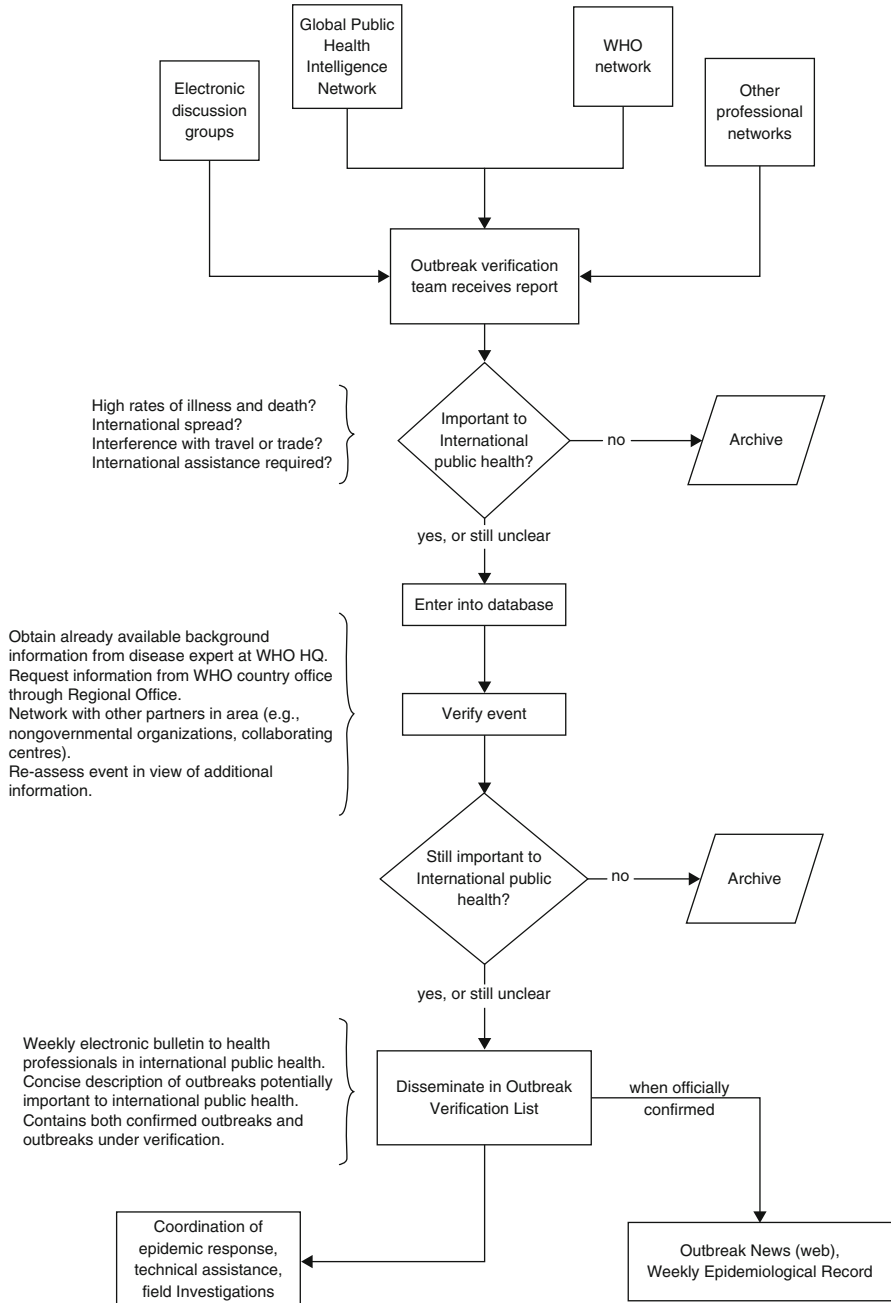 Global Public
Health
Intelligence
Network
WHO
network
Electronic
discussion
groups
Other
professional
networks
Outbreak verification
team receives report
High rates of illness and death?
International spread?
Interference with travel or trade?
International assistance required?
Important to
International
public health?
no
Archive
yes, or still unclear
Enter into database
Obtain already available background
information from disease expert at WHO HQ.
Request information from WHO country office
through Regional Office.
Network with other partners in area (e.g.,
nongovernmental organizations, collaborating
centres).
Re-assess event in view of additional
information.
Verify event
Still important to
International public
health?
no
Archive
yes, or still unclear
Weekly electronic bulletin to health
professionals in international public health.
Concise description of outbreaks potentially
important to international public health.
Contains both confirmed outbreaks and
outbreaks under verification.
Disseminate in Outbreak
Verification List
when officially
confirmed
Coordination of
epidemic response,
technical assistance,
field Investigations
Outbreak News (web),
Weekly Epidemiological Record